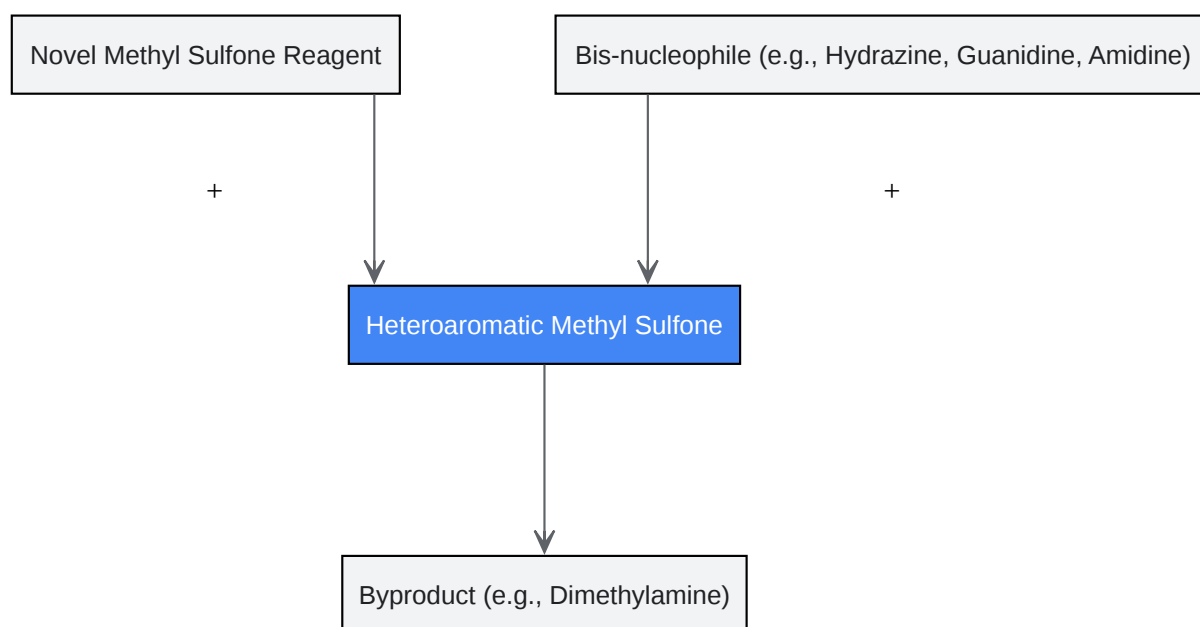 Novel Methyl Sulfone Reagent
Bis-nucleophile (e.g., Hydrazine, Guanidine, Amidine)
+
+
Heteroaromatic Methyl Sulfone
Byproduct (e.g., Dimethylamine)